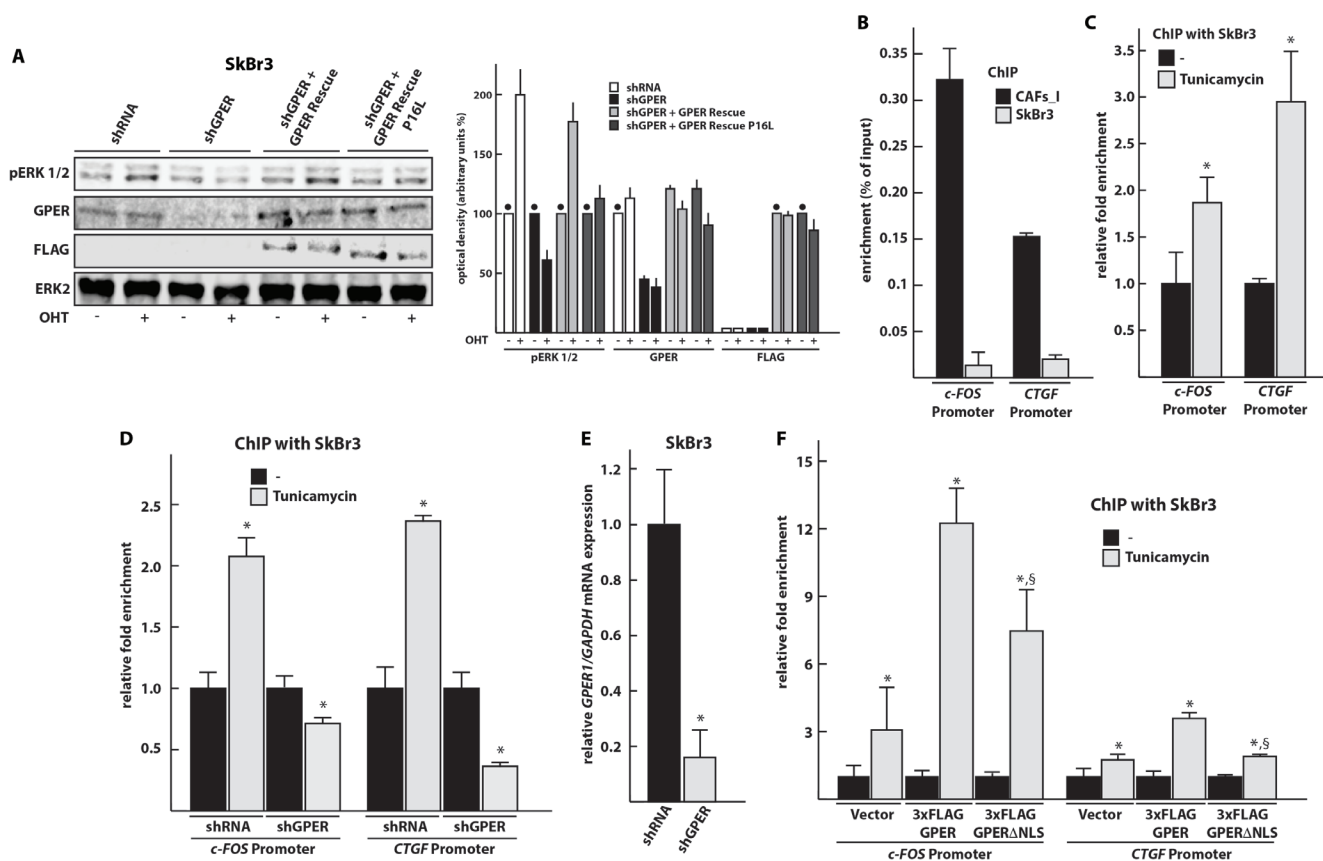 A
SkBr3
shRNA
shGPER
shGPER +
GPER Rescue
shGPER +
GPER Rescue
P16L
pERK 1/2
GPER
FLAG
ERK2
OHT - + - + - + - +
optical density (arbitrary units %)
200
150
100
50
shRNA
shGPER
shGPER + GPER Rescue
shGPER + GPER Rescue P16L
OHT - + - + - + - + - + - + - + - + - + - + - + - +
pERK 1/2 GPER FLAG
B
enrichment (% of input)
0.35
0.30
0.25
0.20
0.15
0.10
0.05
ChIP
CAFs_I
SkBr3
c-FOS
Promoter
CTGF
Promoter
C
ChIP with SkBr3
-
Tunicamycin
relative fold enrichment
3.5
3.0
2.5
2.0
1.5
1.0
0.5
*
*
c-FOS
Promoter
CTGF
Promoter
D
ChIP with SkBr3
-
Tunicamycin
relative fold enrichment
2.5
2.0
1.5
1.0
0.5
*
*
*
*
shRNA shGPER shRNA shGPER
c-FOS Promoter CTGF Promoter
E
SkBr3
relative GPER1/GAPDH mRNA expression
1.2
1.0
0.8
0.6
0.4
0.2
*
shRNA
shGPER
F
ChIP with SkBr3
-
Tunicamycin
relative fold enrichment
15
12
9
6
3
*
*
*,§
*
*
*,§
Vector 3xFLAG 3xFLAG Vector 3xFLAG 3xFLAG
GPER GPERΔNLS GPER GPERΔNLS
c-FOS Promoter CTGF Promoter